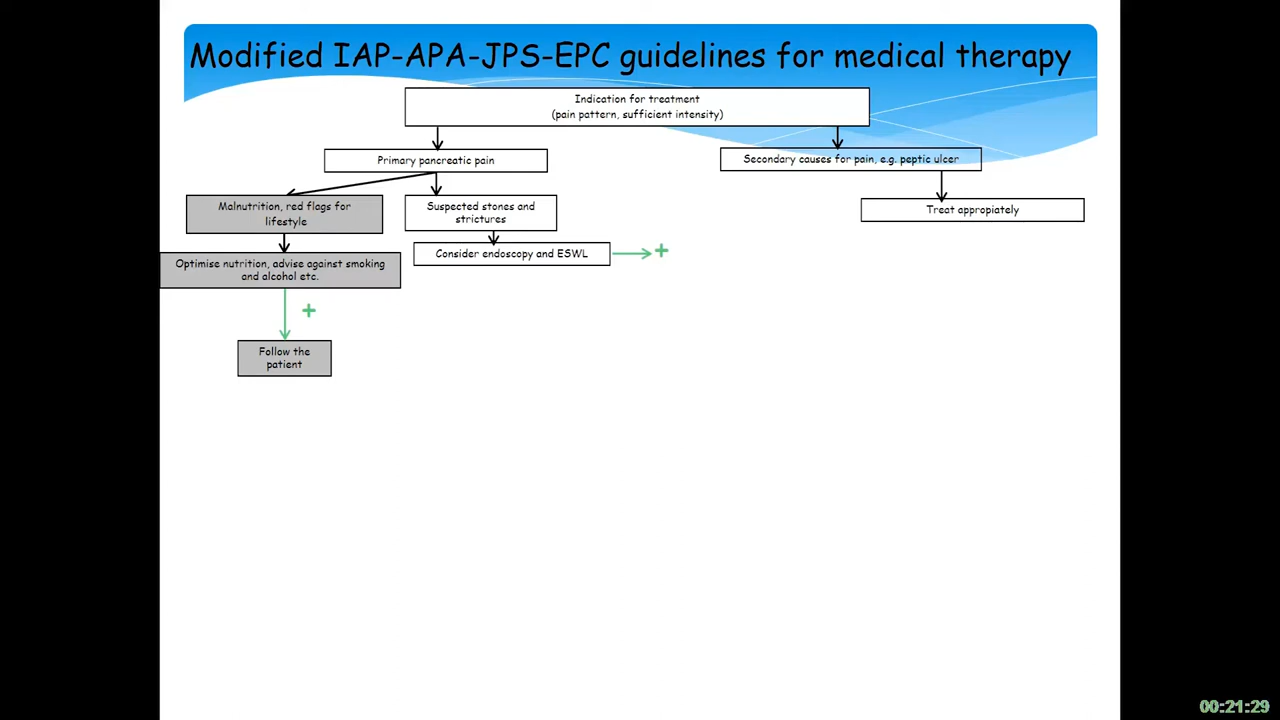 Modified IAP-APA-JPS-EPC guidelines for medical therapy
Indication for treatment
(pain pattern, sufficient intensity)
Primary pancreatic pain
Secondary causes for pain, e.g. peptic ulcer
Malnutrition, red flags for
lifestyle
Suspected stones and
strictures
Treat appropiately
Optimise nutrition, advise against smoking
and alcohol etc.
Consider endoscopy and ESWL
+
+
Follow the
patient
00:21:29